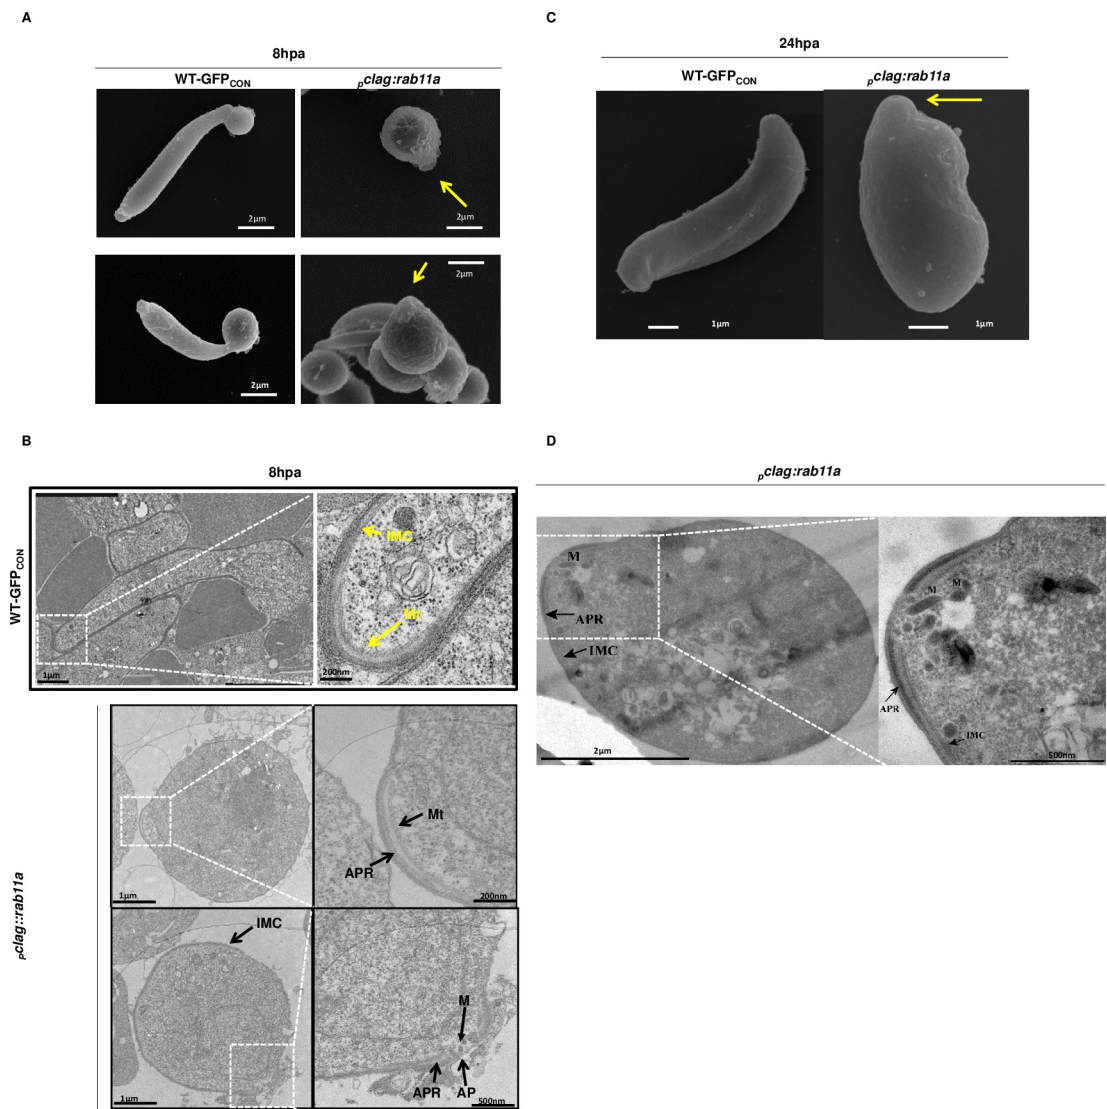 A
8hpa
WT-GFPCON
pclag:rab11a
2µm
2µm
2µm
2µm
C
24hpa
WT-GFPCON
pclag:rab11a
1µm
1µm
B
8hpa
WT-GFPCON
IMC
Mt
1µm
200nm
pclag::rab11a
Mt
APR
1µm
200nm
IMC
M
APR
AP
1µm
500nm
D
pclag:rab11a
M
APR
IMC
2µm
M
M
APR
IMC
500nm